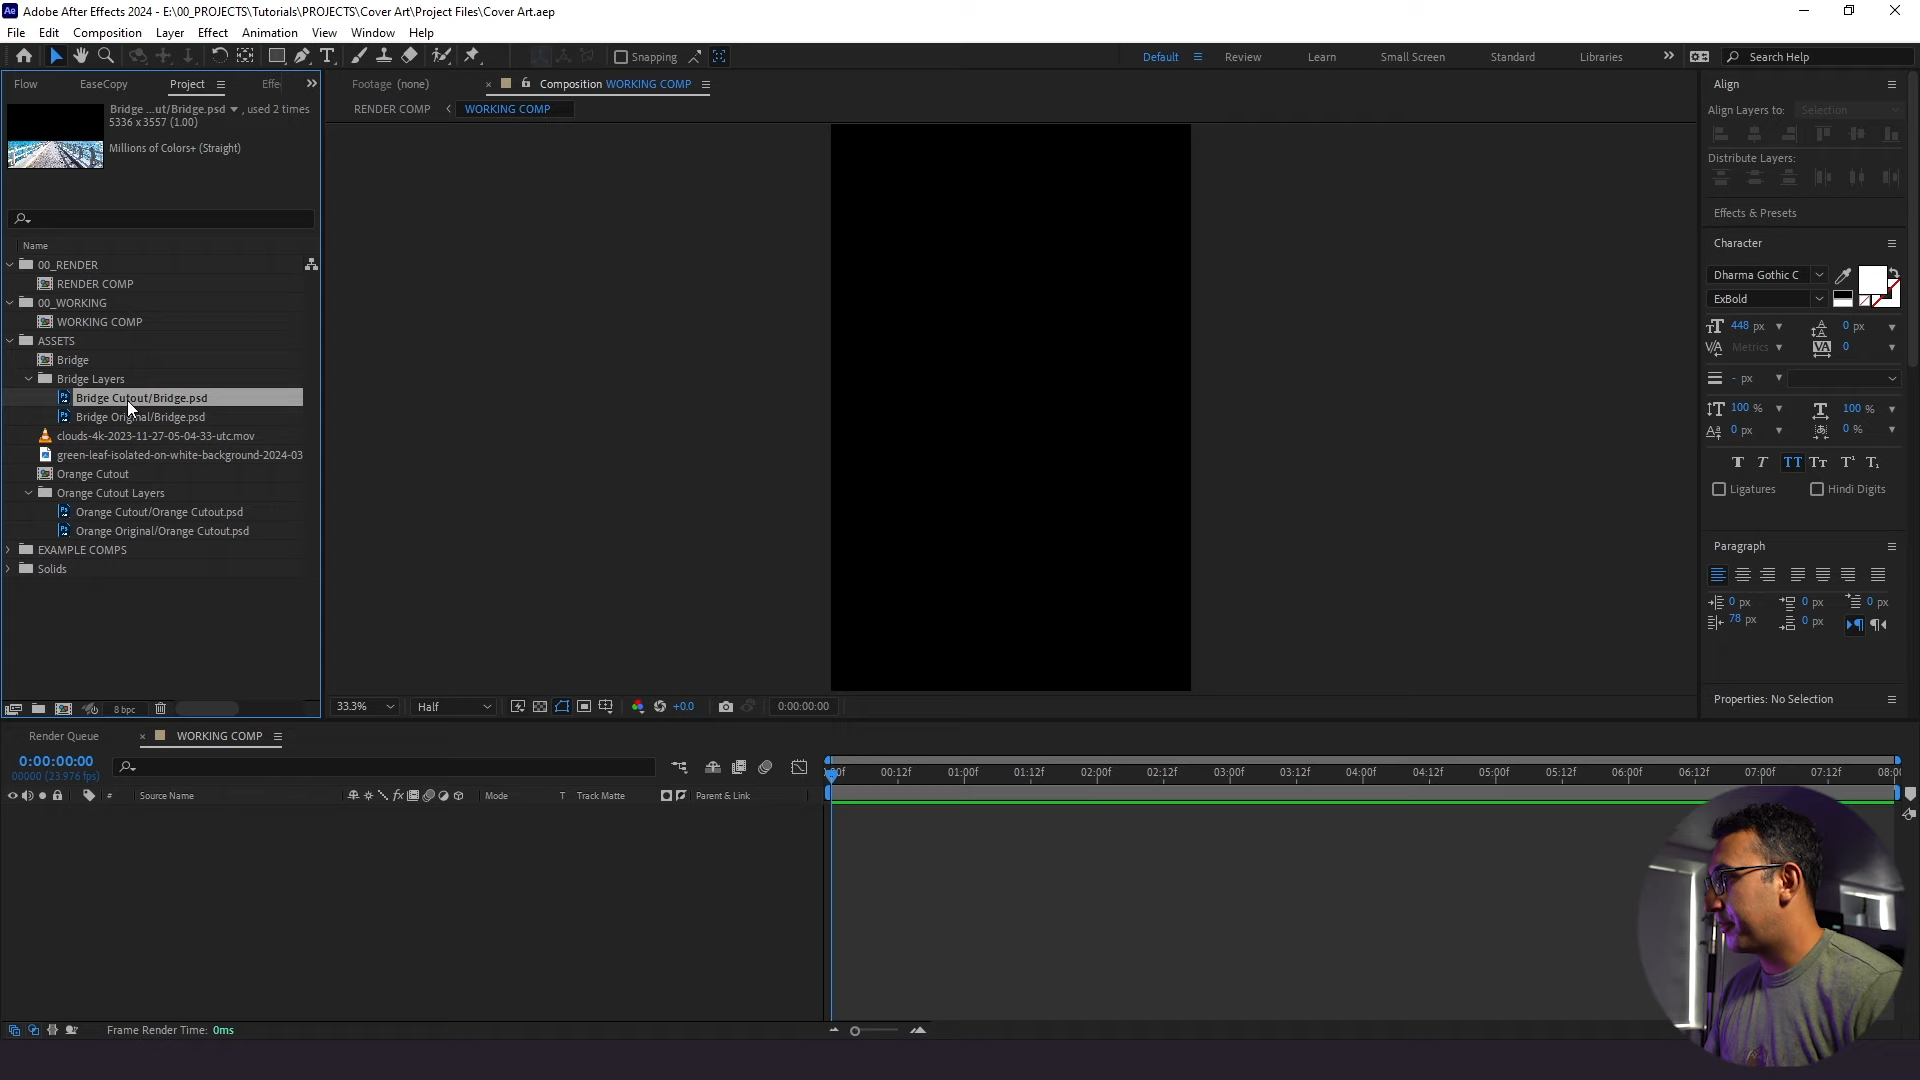 Adobe After Effects 2024 - E:\00_PROJECTS\Tutorials\PROJECTS\Cover Art\Project Files\Cover Art.aep
File Edit Composition Layer Effect Animation View Window Help
Snapping
Default Review Learn Small Screen Standard Libraries Search Help
Flow EaseCopy Project Effe
Footage (none) Composition WORKING COMP
RENDER COMP WORKING COMP
Bridge ...ut/Bridge.psd , used 2 times
5336 x 3557 (1.00)
Millions of Colors+ (Straight)
Name
00_RENDER
RENDER COMP
00_WORKING
WORKING COMP
ASSETS
Bridge
Bridge Layers
Bridge Cutout/Bridge.psd
Bridge Original/Bridge.psd
clouds-4k-2023-11-27-05-04-33-utc.mov
green-leaf-isolated-on-white-background-2024-03
Orange Cutout
Orange Cutout Layers
Orange Cutout/Orange Cutout.psd
Orange Original/Orange Cutout.psd
EXAMPLE COMPS
Solids
8 bpc
33.3% Half +0.0 0:00:00:00
Align
Align Layers to: Selection
Distribute Layers:
Effects & Presets
Character
Dharma Gothic C
ExBold
448 px 0 px
Metrics 0
- px
100 % 100 %
0 px 0 %
Ligatures Hindi Digits
Paragraph
0 px 0 px 0 px
78 px 0 px
Properties: No Selection
Render Queue WORKING COMP
0:00:00:00
00000 (23.976 fps)
# Source Name Mode T Track Matte Parent & Link
:00f 00:12f 01:00f 01:12f 02:00f 02:12f 03:00f 03:12f 04:00f 04:12f 05:00f 05:12f 06:00f 06:12f 07:00f 07:12f 08:00
Frame Render Time: 0ms